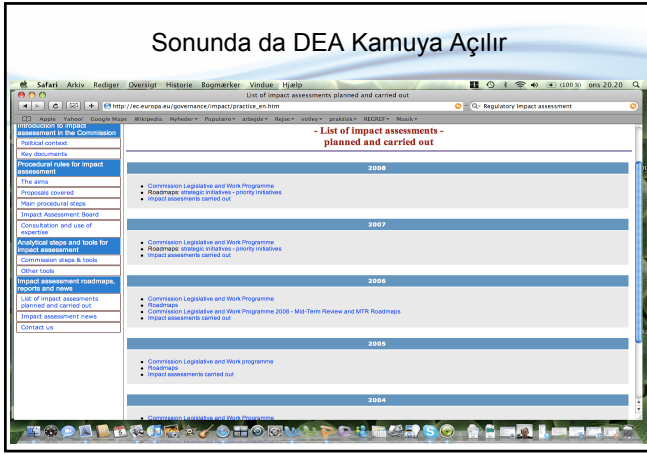 Sonunda da DEA Kamuya Açılır
Safari Arkiv Rediger Oversigt Historie Bogmærker Vindue Hjælp (100%) ons 20.20
List of impact assessments planned and carried out
http://ec.europa.eu/governance/impact/practice_en.htm
Regulatory Impact assessment
Apple Yahoo! Google Maps Wikipedia Nyheder Populære arbejde Rejse volley praktisk REGREF Musik
Introduction to impact
assessment in the Commission
Political context
Key documents
Procedural rules for impact
assessment
The aims
Proposals covered
Main procedural steps
Impact Assessment Board
Consultation and use of
expertise
Analytical steps and tools for
impact assessment
Commission steps & tools
Other tools
Impact assessment roadmaps,
reports and news
List of impact assesments
planned and carried out
Impact assessment news
Contact us
- List of impact assessments -
planned and carried out
2008
Commission Legislative and Work Programme
Roadmaps: strategic initiatives - priority initiatives
Impact assessments carried out
2007
Commission Legislative and Work Programme
Roadmaps: strategic initiatives - priority initiatives
Impact assessments carried out
2006
Commission Legislative and Work Programme
Roadmaps
Commission Legislative and Work Programme 2006 - Mid-Term Review and MTR Roadmaps
Impact assesments carried out
2005
Commission Legislative and Work programme
Roadmaps
Impact assessments carried out
2004
Commission Legislative and Work Programme